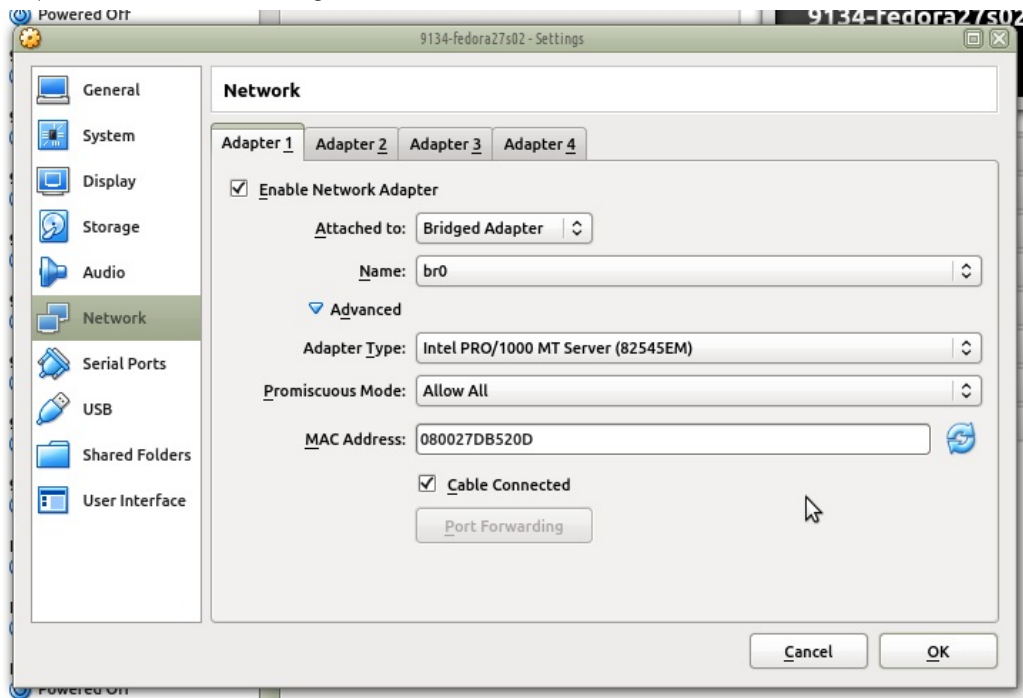 Powered Off
9134-fedora27s02
9134-fedora27s02 - Settings
General
System
Display
Storage
Audio
Network
Serial Ports
USB
Shared Folders
User Interface
Network
Adapter 1 Adapter 2 Adapter 3 Adapter 4
Enable Network Adapter
Attached to: Bridged Adapter
Name: br0
Advanced
Adapter Type: Intel PRO/1000 MT Server (82545EM)
Promiscuous Mode: Allow All
MAC Address: 080027DB520D
Cable Connected
Port Forwarding
Cancel OK
Powered Off